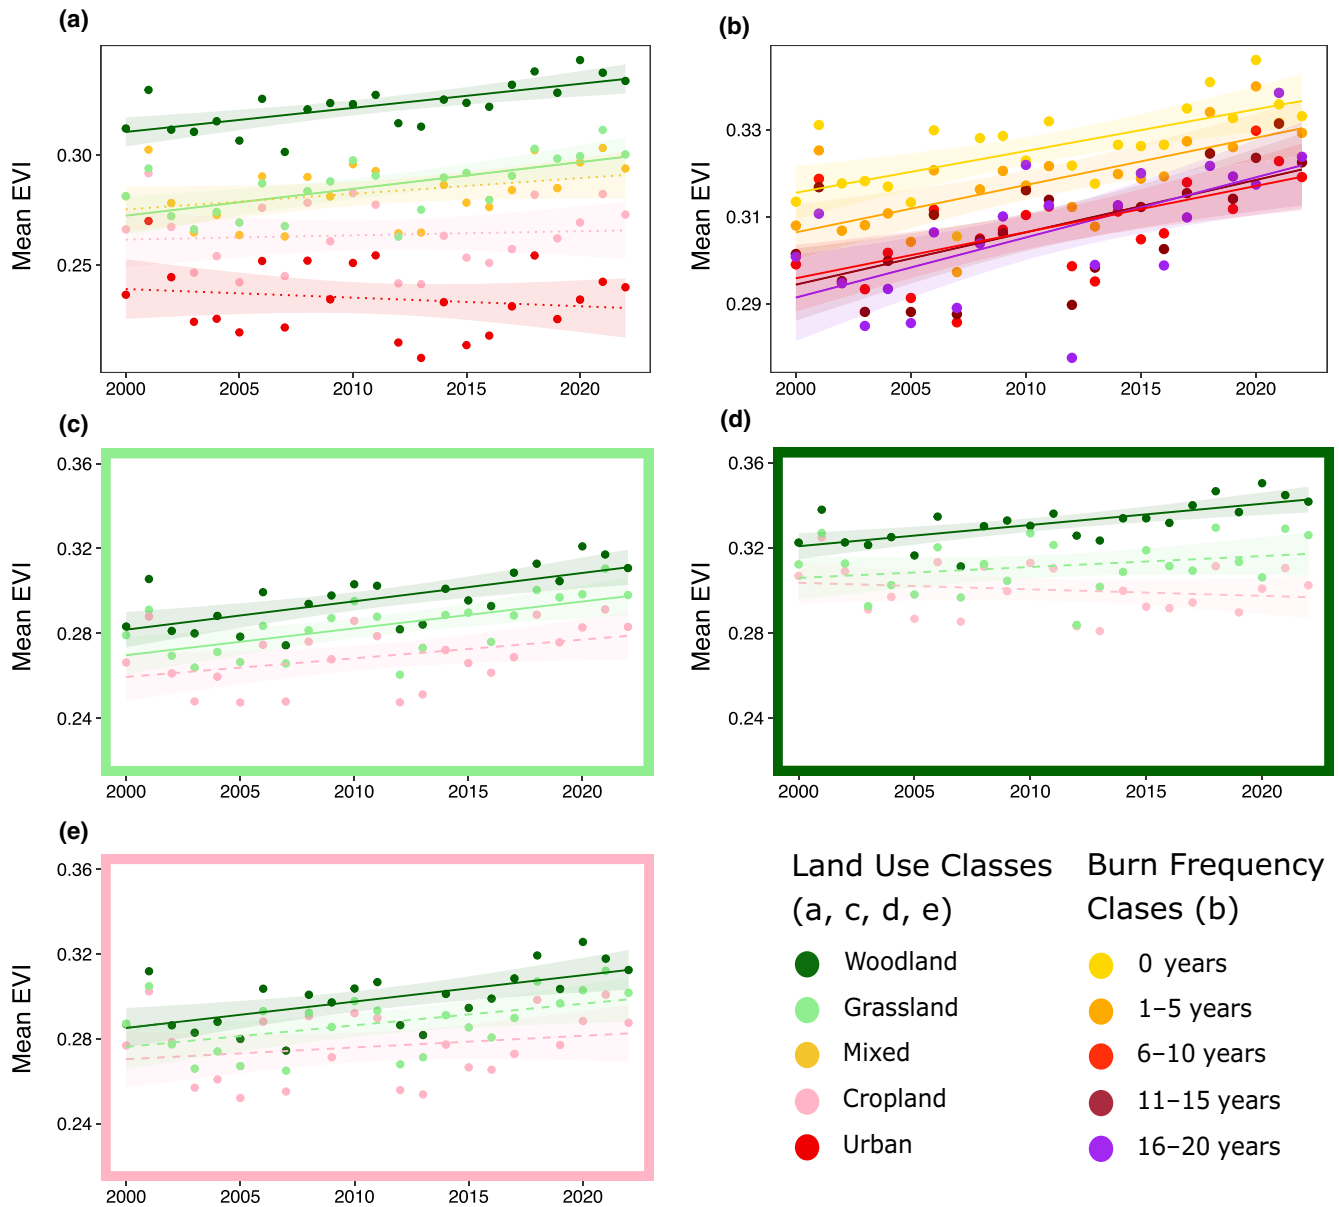 (a)
Mean EVI
0.30
0.25
2000 2005 2010 2015 2020
(b)
Mean EVI
0.33
0.31
0.29
2000 2005 2010 2015 2020
(c)
Mean EVI
0.36
0.32
0.28
0.24
2000 2005 2010 2015 2020
(d)
Mean EVI
0.36
0.32
0.28
0.24
2000 2005 2010 2015 2020
(e)
Mean EVI
0.36
0.32
0.28
0.24
2000 2005 2010 2015 2020
Land Use Classes
(a, c, d, e)
Woodland
Grassland
Mixed
Cropland
Urban
Burn Frequency
Clases (b)
0 years
1–5 years
6–10 years
11–15 years
16–20 years